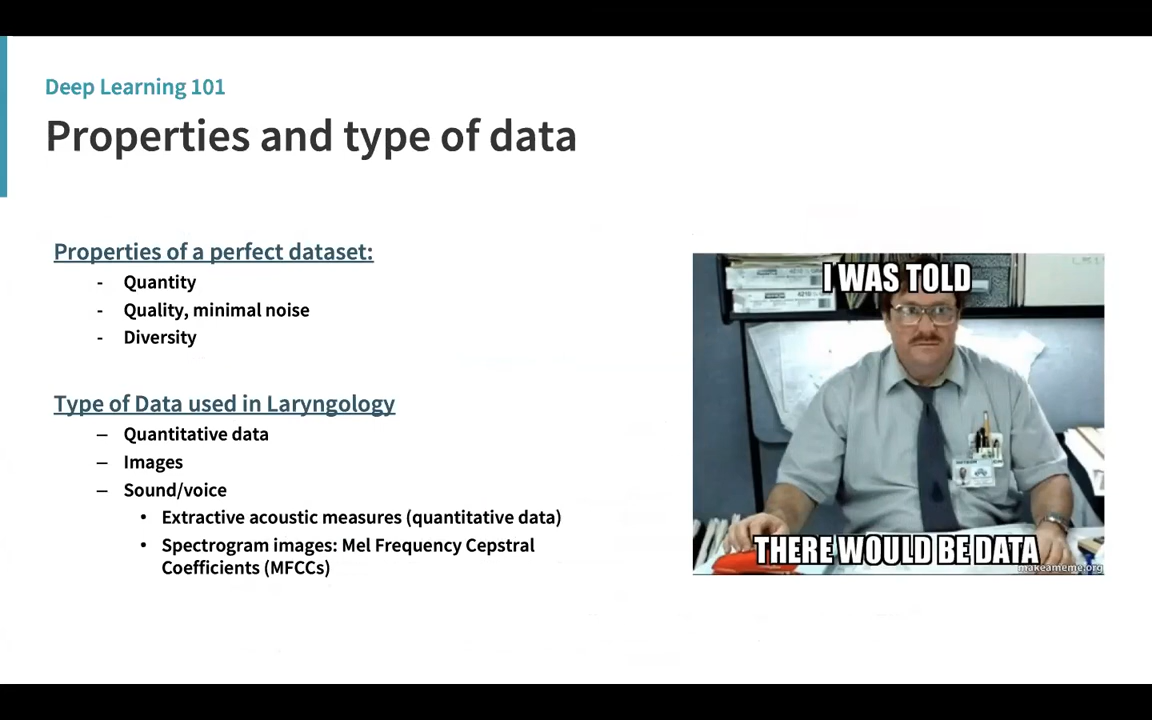 Deep Learning 101
Properties and type of data
Properties of a perfect dataset:
- Quantity
- Quality, minimal noise
- Diversity
Type of Data used in Laryngology
– Quantitative data
– Images
– Sound/voice
• Extractive acoustic measures (quantitative data)
• Spectrogram images: Mel Frequency Cepstral
Coefficients (MFCCs)
I WAS TOLD
THERE WOULD BE DATA
makeameme.org